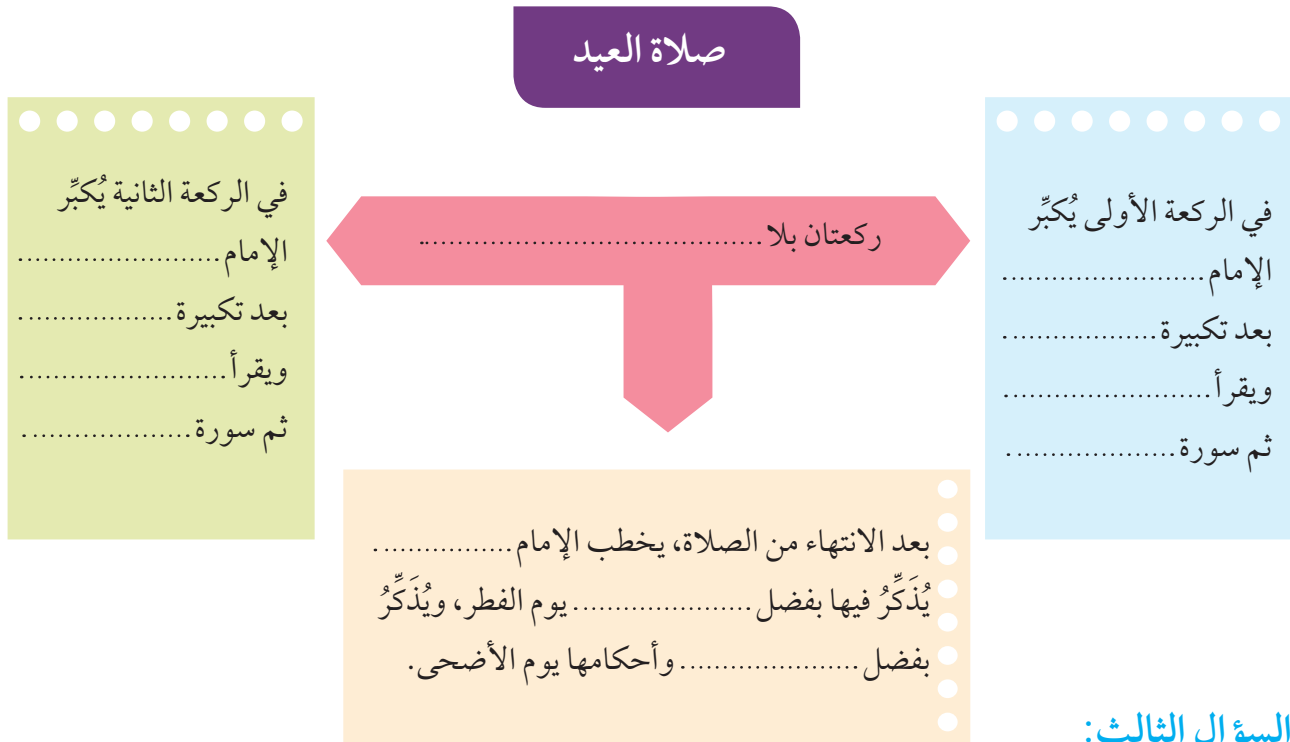 صلاة العيد
في الركعة الأولى يُكبِّر
الإمام........................
بعد تكبيرة...................
ويقرأ........................
ثم سورة....................
ركعتان بلا........................................
في الركعة الثانية يُكبِّر
الإمام........................
بعد تكبيرة...................
ويقرأ........................
ثم سورة....................
بعد الانتهاء من الصلاة، يخطب الإمام.................
يُذَكِّرُ فيها بفضل..................... يوم الفطر، ويُذَكِّرُ
بفضل..................... وأحكامها يوم الأضحى.
السؤال الثالث: